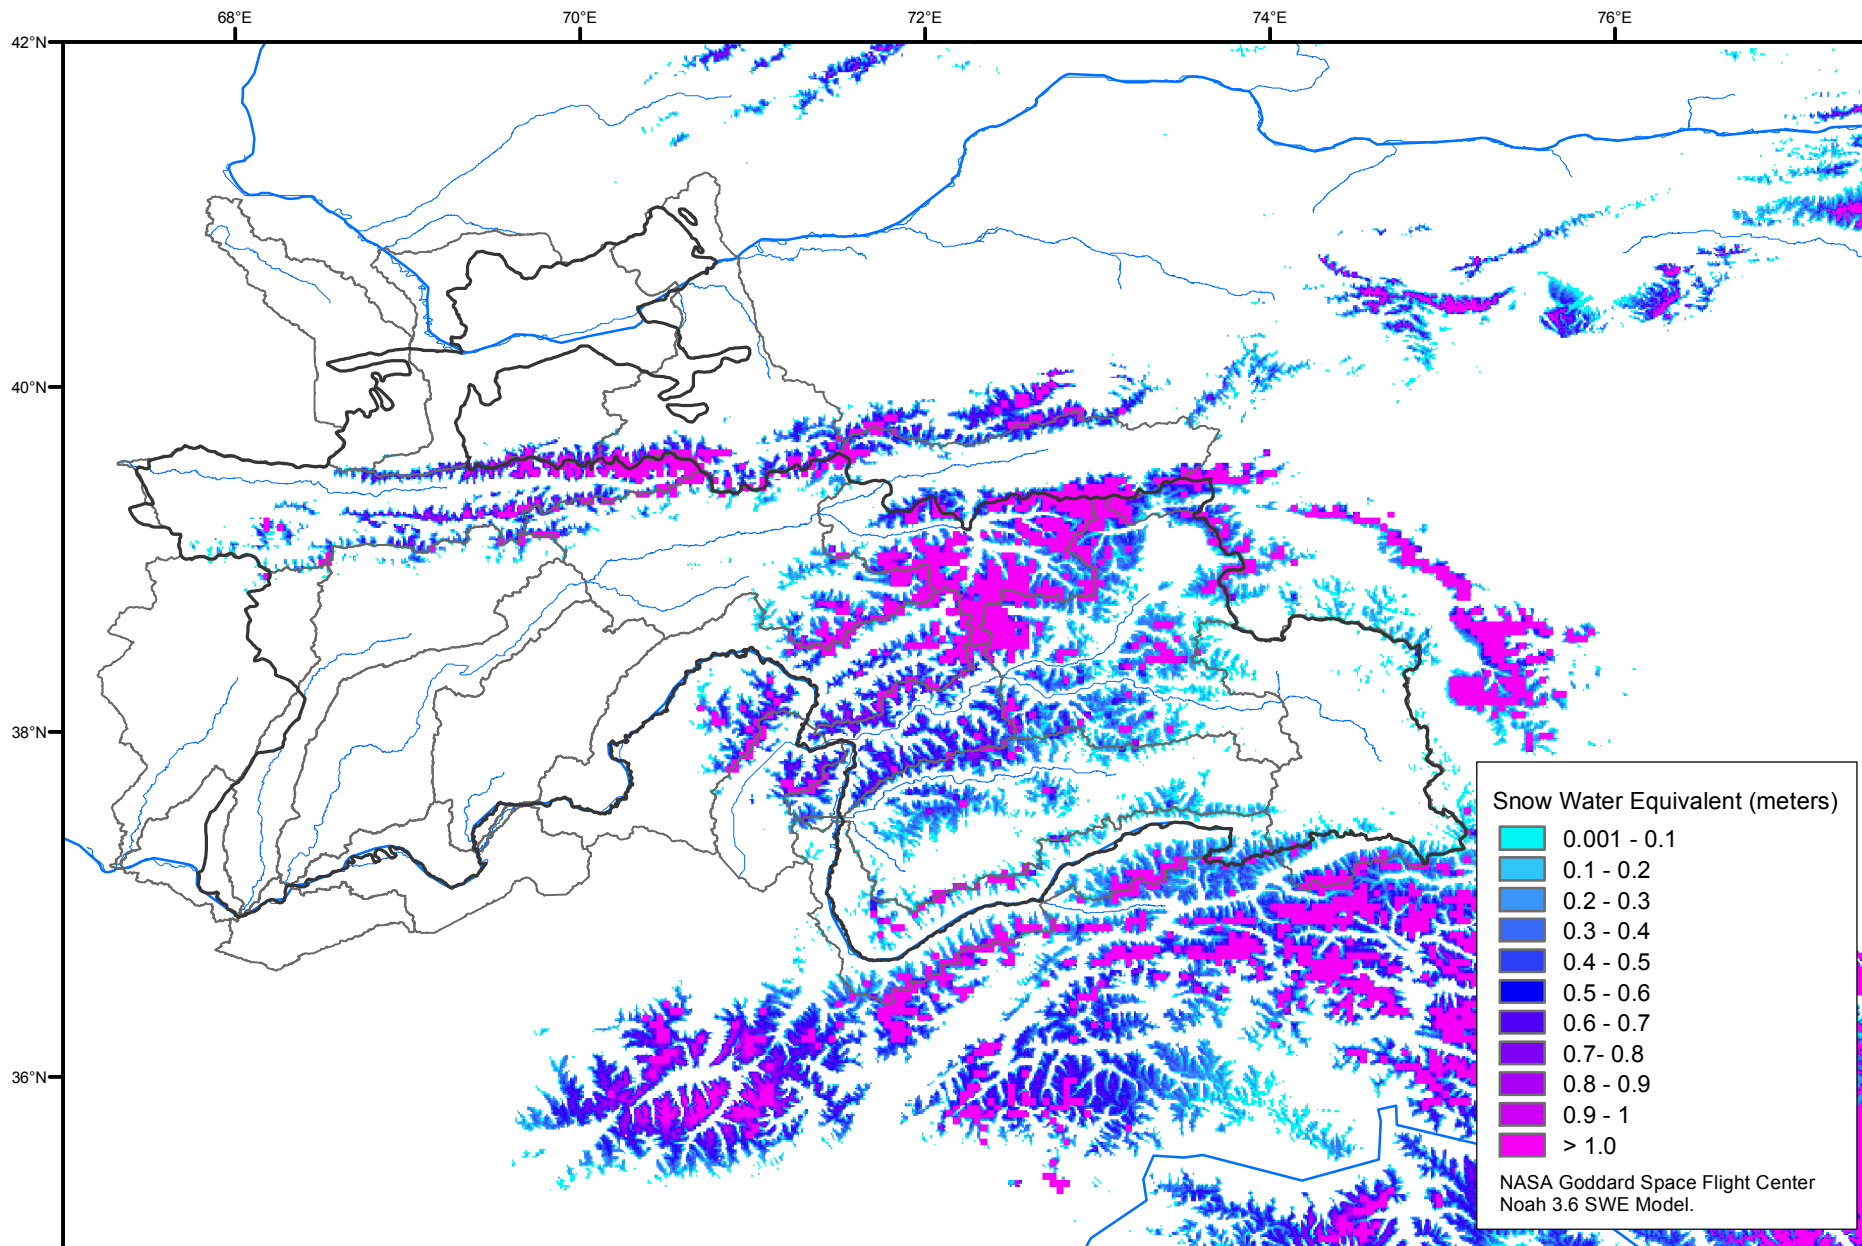 68°E 70°E 72°E 74°E 76°E
42°N
40°N
38°N
36°N
Snow Water Equivalent (meters)
0.001 - 0.1
0.1 - 0.2
0.2 - 0.3
0.3 - 0.4
0.4 - 0.5
0.5 - 0.6
0.6 - 0.7
0.7- 0.8
0.8 - 0.9
0.9 - 1
> 1.0
NASA Goddard Space Flight Center
Noah 3.6 SWE Model.